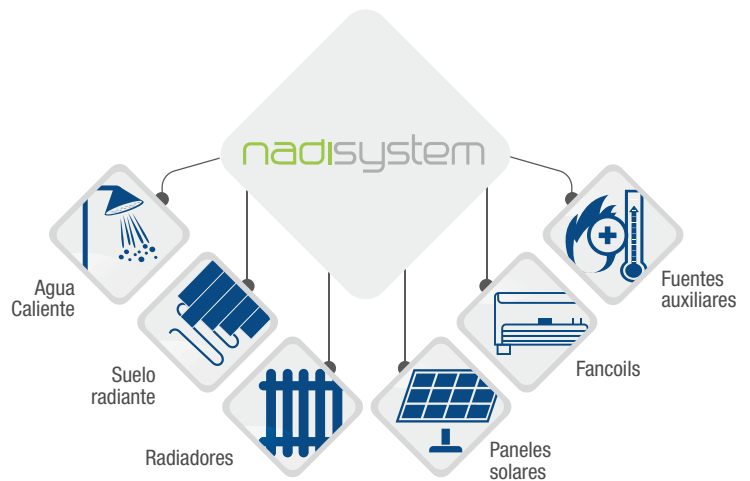 nadisystem
Agua
Caliente
Suelo
radiante
Radiadores
Paneles
solares
Fancoils
Fuentes
auxiliares